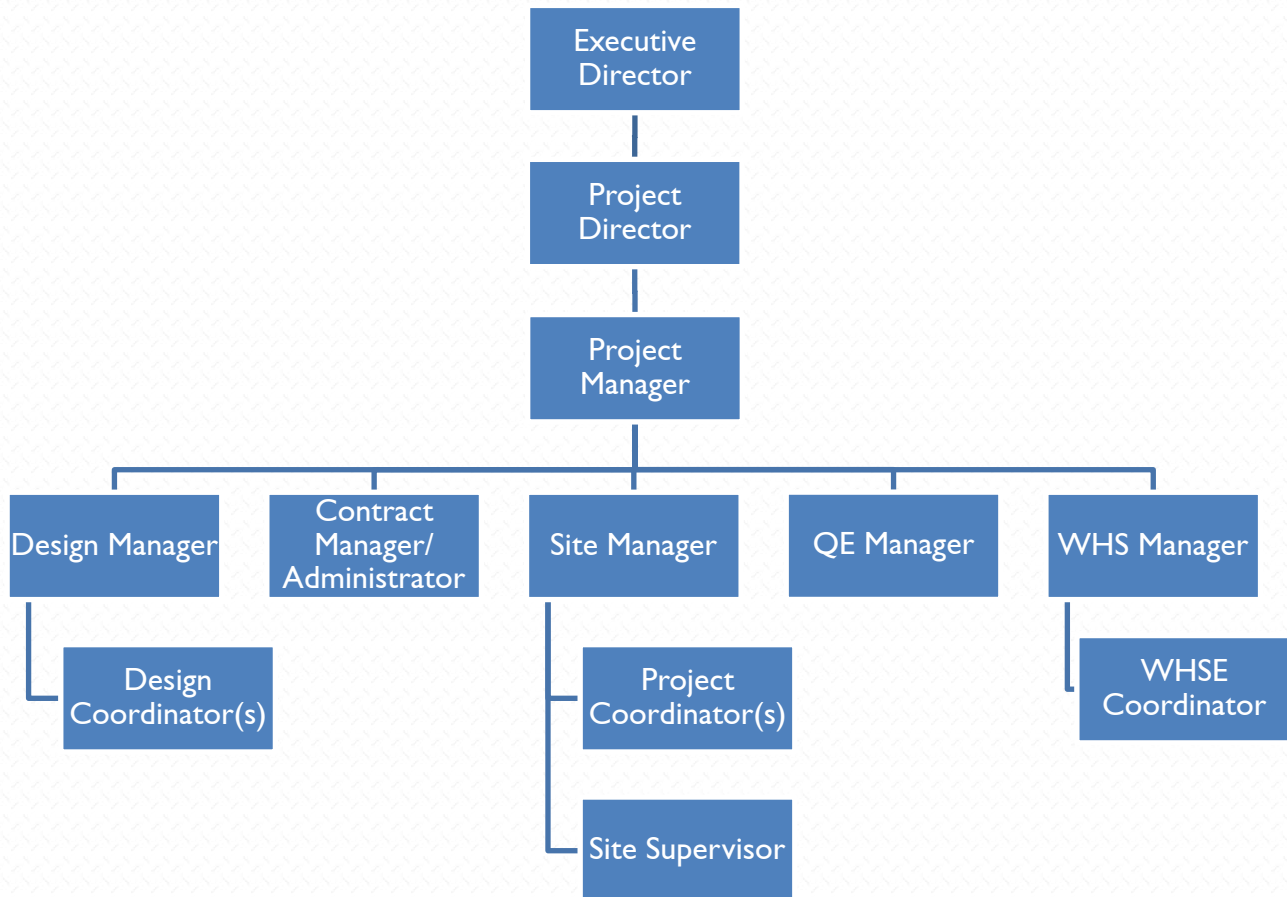 Executive
Director
Project
Director
Project
Manager
Design Manager
Contract
Manager/
Administrator
Site Manager
QE Manager
WHS Manager
Design
Coordinator(s)
Project
Coordinator(s)
WHSE
Coordinator
Site Supervisor